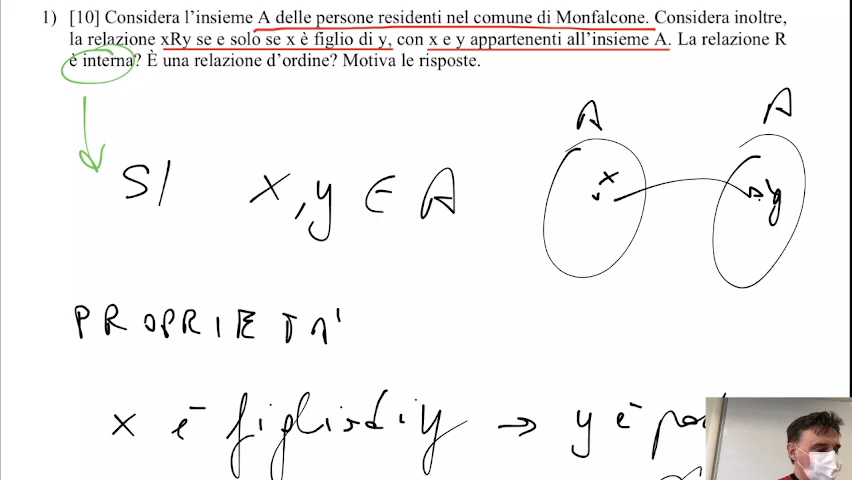 1) [10] Considera l'insieme A delle persone residenti nel comune di Monfalcone. Considera inoltre,
la relazione xRy se e solo se x è figlio di y, con x e y appartenenti all'insieme A. La relazione R
è interna? È una relazione d'ordine? Motiva le risposte.
A A
SI x, y ∈ A x y
PROPRIETA'
x è figlio di y → y è